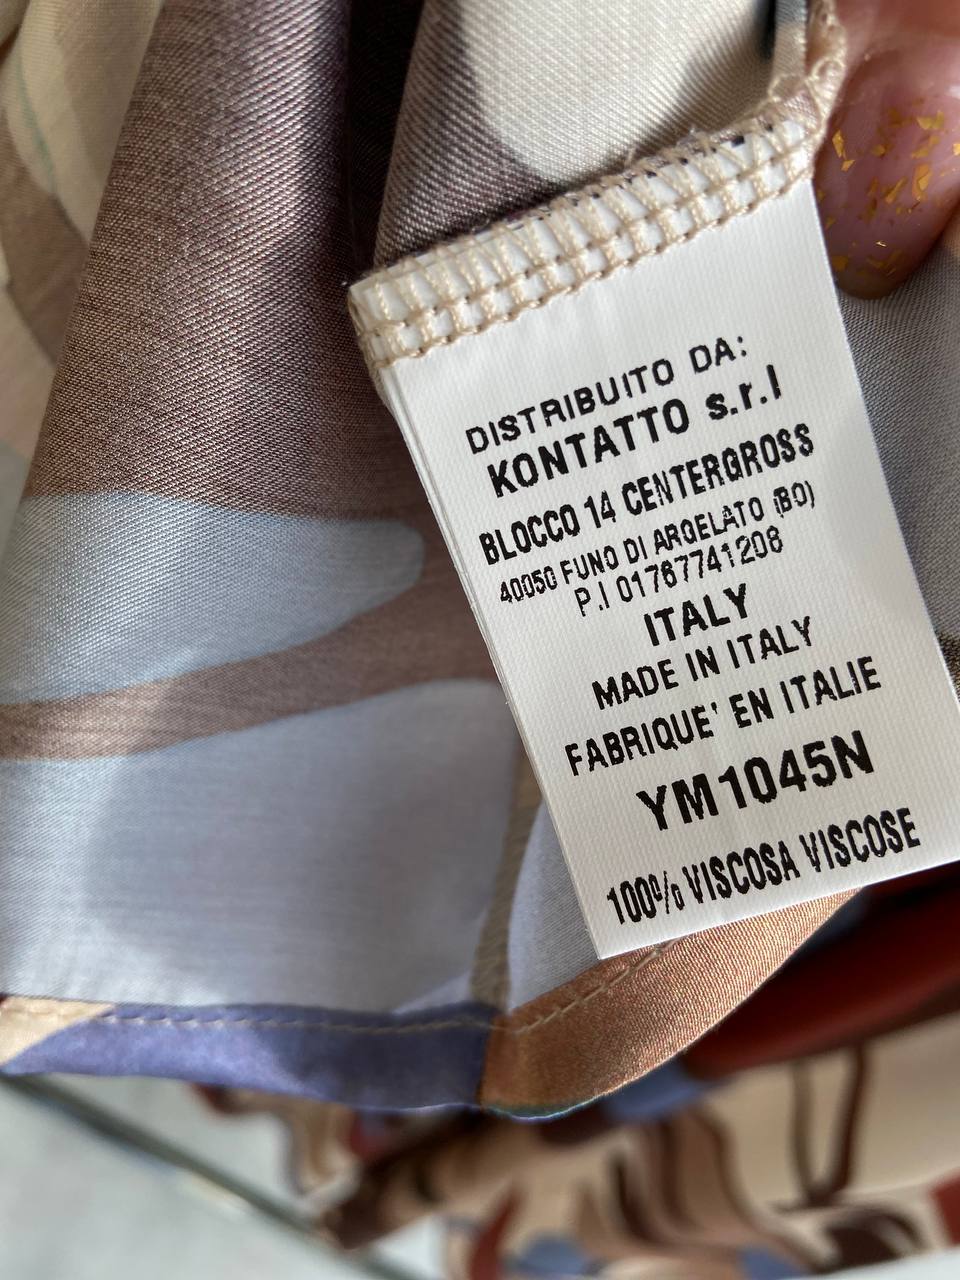 DISTRIBUITO DA:
KONTATTO s.r.l
BLOCCO 14 CENTERGROSS
40050 FUNO DI ARGELATO (BO)
P.I 01767741208
ITALY
MADE IN ITALY
FABRIQUE' EN ITALIE
YM1045N
100% VISCOSA VISCOSE